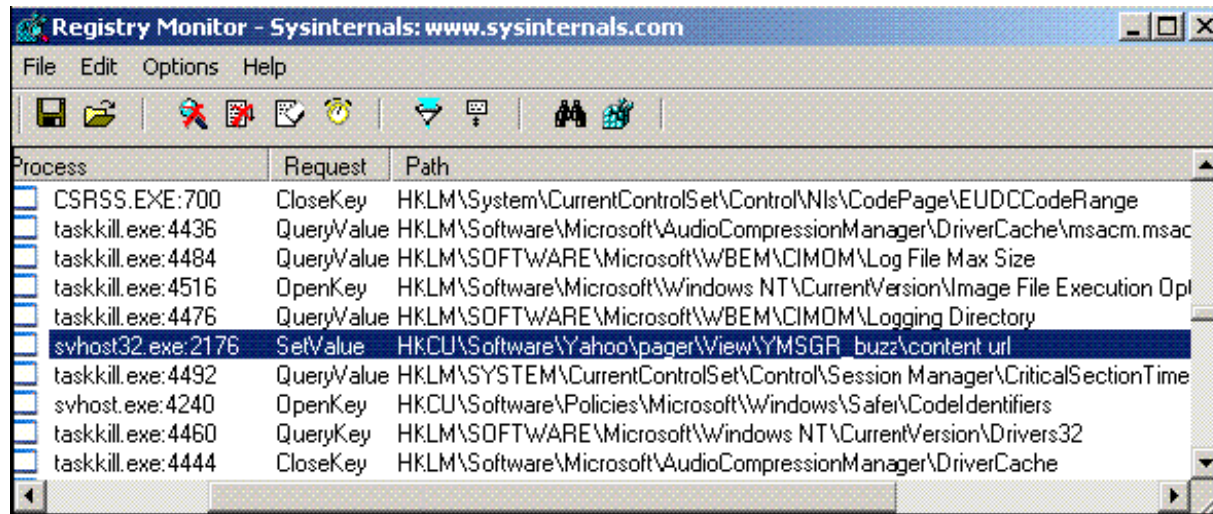 Registry Monitor - Sysinternals: www.sysinternals.com
File Edit Options Help
Process Request Path
CSRSS.EXE:700 CloseKey HKLM\System\CurrentControlSet\Control\Nls\CodePage\EUDCCodeRange
taskkill.exe:4436 QueryValue HKLM\Software\Microsoft\AudioCompressionManager\DriverCache\msacm.msac
taskkill.exe:4484 QueryValue HKLM\SOFTWARE\Microsoft\WBEM\CIMOM\Log File Max Size
taskkill.exe:4516 OpenKey HKLM\Software\Microsoft\Windows NT\CurrentVersion\Image File Execution Opt
taskkill.exe:4476 QueryValue HKLM\SOFTWARE\Microsoft\WBEM\CIMOM\Logging Directory
svhost32.exe:2176 SetValue HKCU\Software\Yahoo\pager\View\YMSGR_buzz\content url
taskkill.exe:4492 QueryValue HKLM\SYSTEM\CurrentControlSet\Control\Session Manager\CriticalSectionTime
svhost.exe:4240 OpenKey HKCU\Software\Policies\Microsoft\Windows\Safer\CodeIdentifiers
taskkill.exe:4460 QueryKey HKLM\SOFTWARE\Microsoft\Windows NT\CurrentVersion\Drivers32
taskkill.exe:4444 CloseKey HKLM\Software\Microsoft\AudioCompressionManager\DriverCache